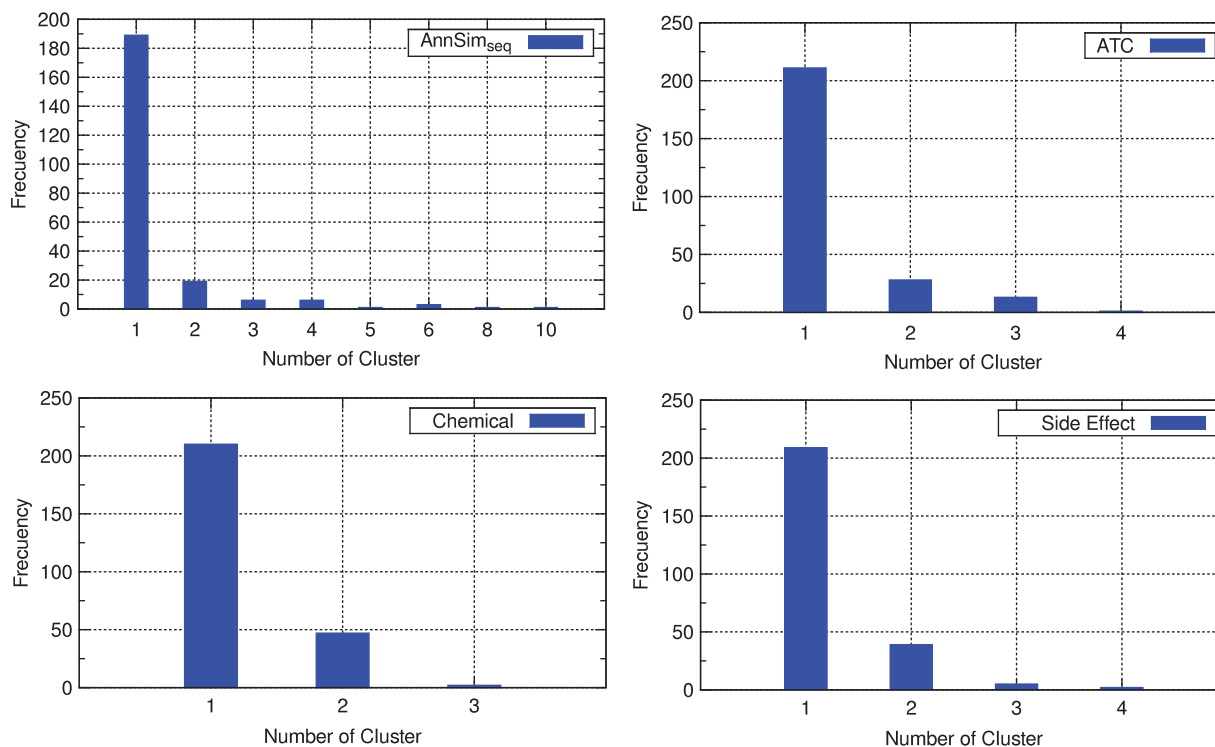 AnnSimseq
Frecuency
200
180
160
140
120
100
80
60
40
20
0
1 2 3 4 5 6 8 10
Number of Cluster
ATC
Frecuency
250
200
150
100
50
0
1 2 3 4
Number of Cluster
Chemical
Frecuency
250
200
150
100
50
0
1 2 3
Number of Cluster
Side Effect
Frecuency
250
200
150
100
50
0
1 2 3 4
Number of Cluster